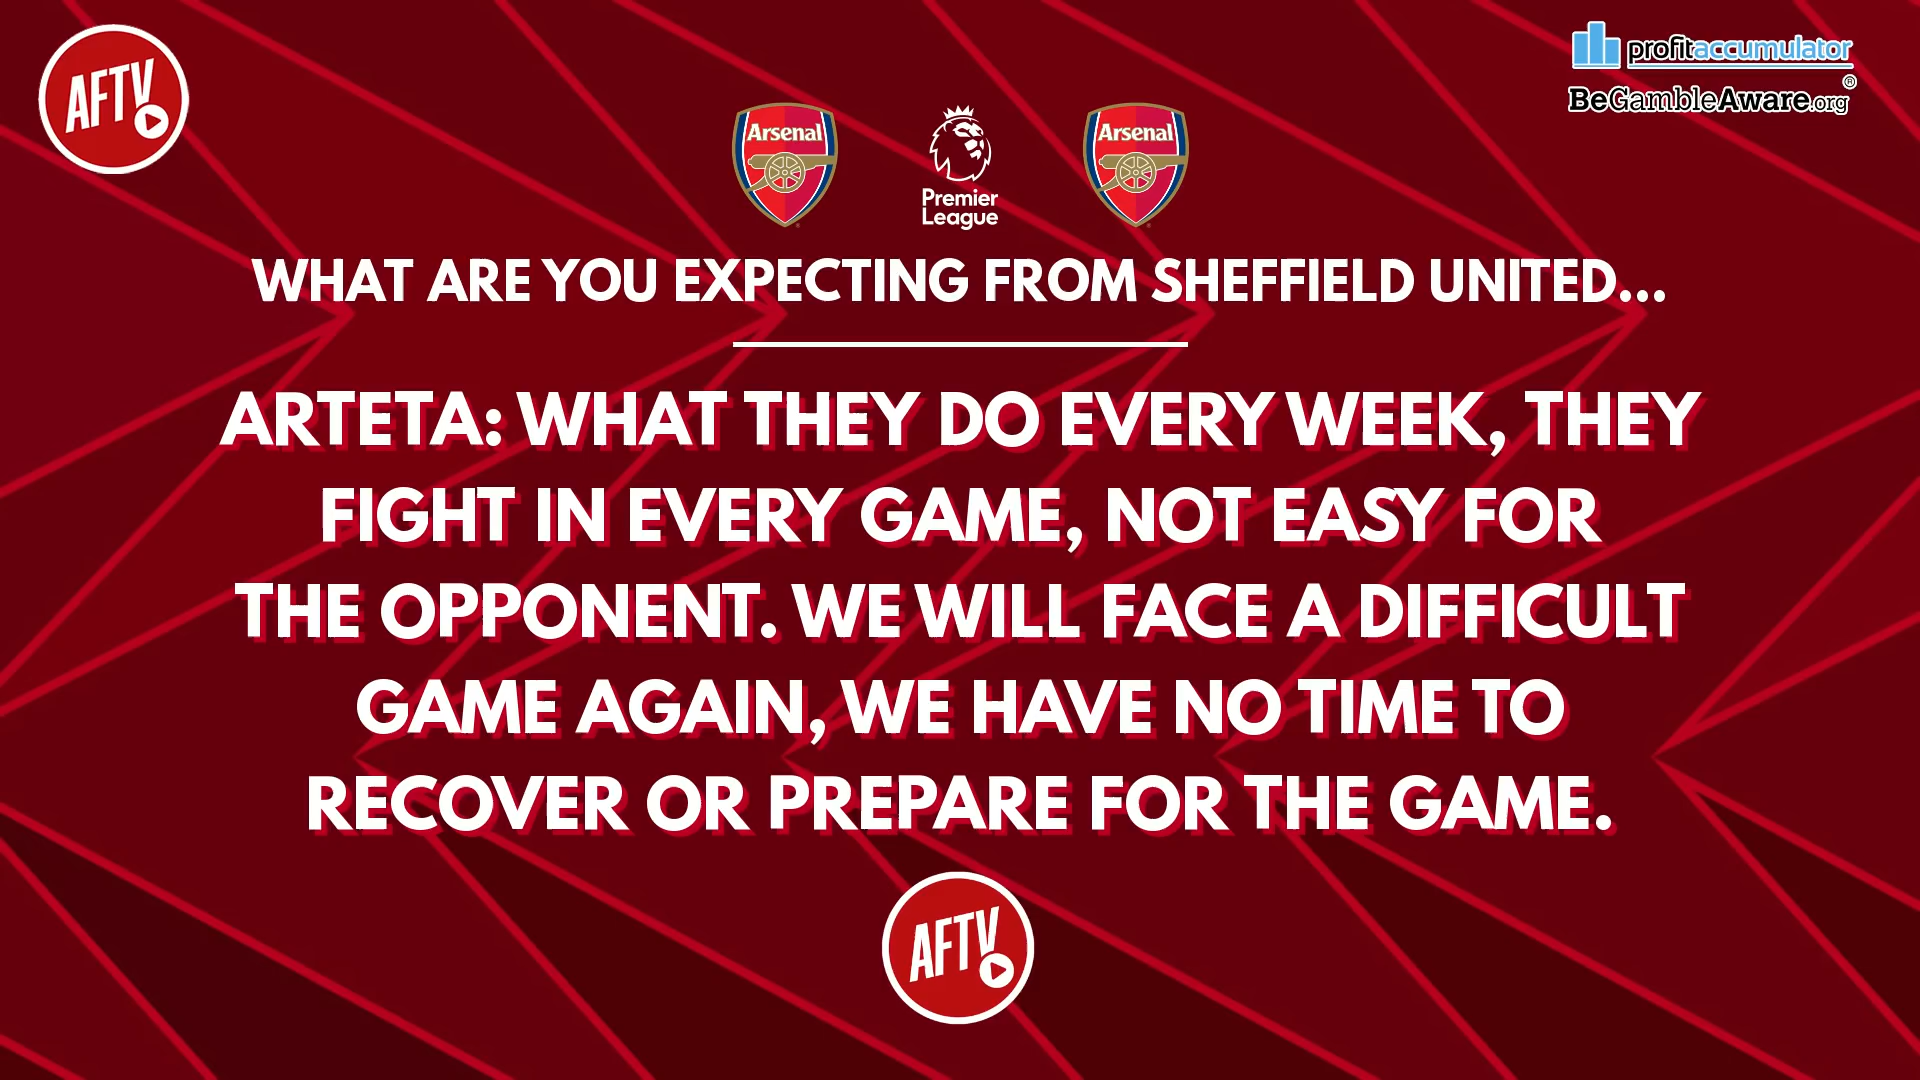 AFTV
profitaccumulator
BeGambleAware.org®
Arsenal
Premier
League
Arsenal
WHAT ARE YOU EXPECTING FROM SHEFFIELD UNITED...
ARTETA: WHAT THEY DO EVERY WEEK, THEY
FIGHT IN EVERY GAME, NOT EASY FOR
THE OPPONENT. WE WILL FACE A DIFFICULT
GAME AGAIN, WE HAVE NO TIME TO
RECOVER OR PREPARE FOR THE GAME.
AFTV